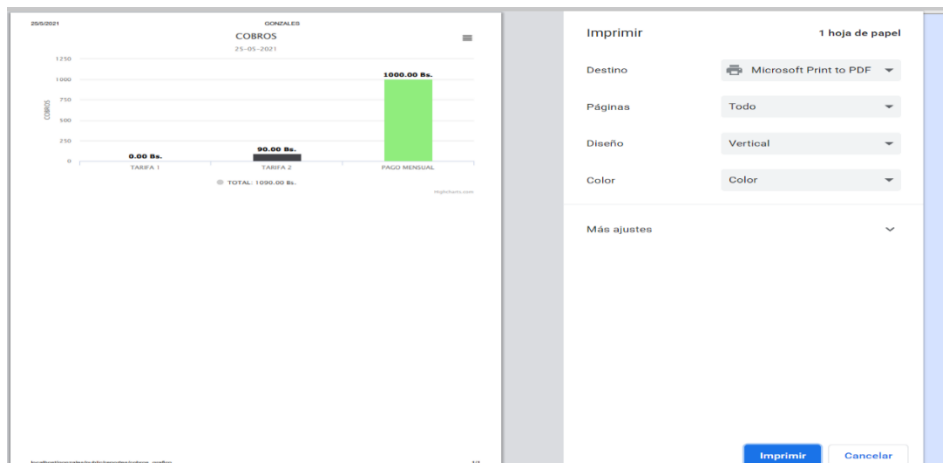 25/5/2021 GONZALES
COBROS
25-05-2021
1250
1000
750
500
250
0
COBROS
0.00 Bs.
90.00 Bs.
1000.00 Bs.
TARIFA 1 TARIFA 2 PAGO MENSUAL
TOTAL: 1090.00 Bs.
Highcharts.com
1/1
Imprimir 1 hoja de papel
Destino Microsoft Print to PDF
Páginas Todo
Diseño Vertical
Color Color
Más ajustes
Imprimir Cancelar